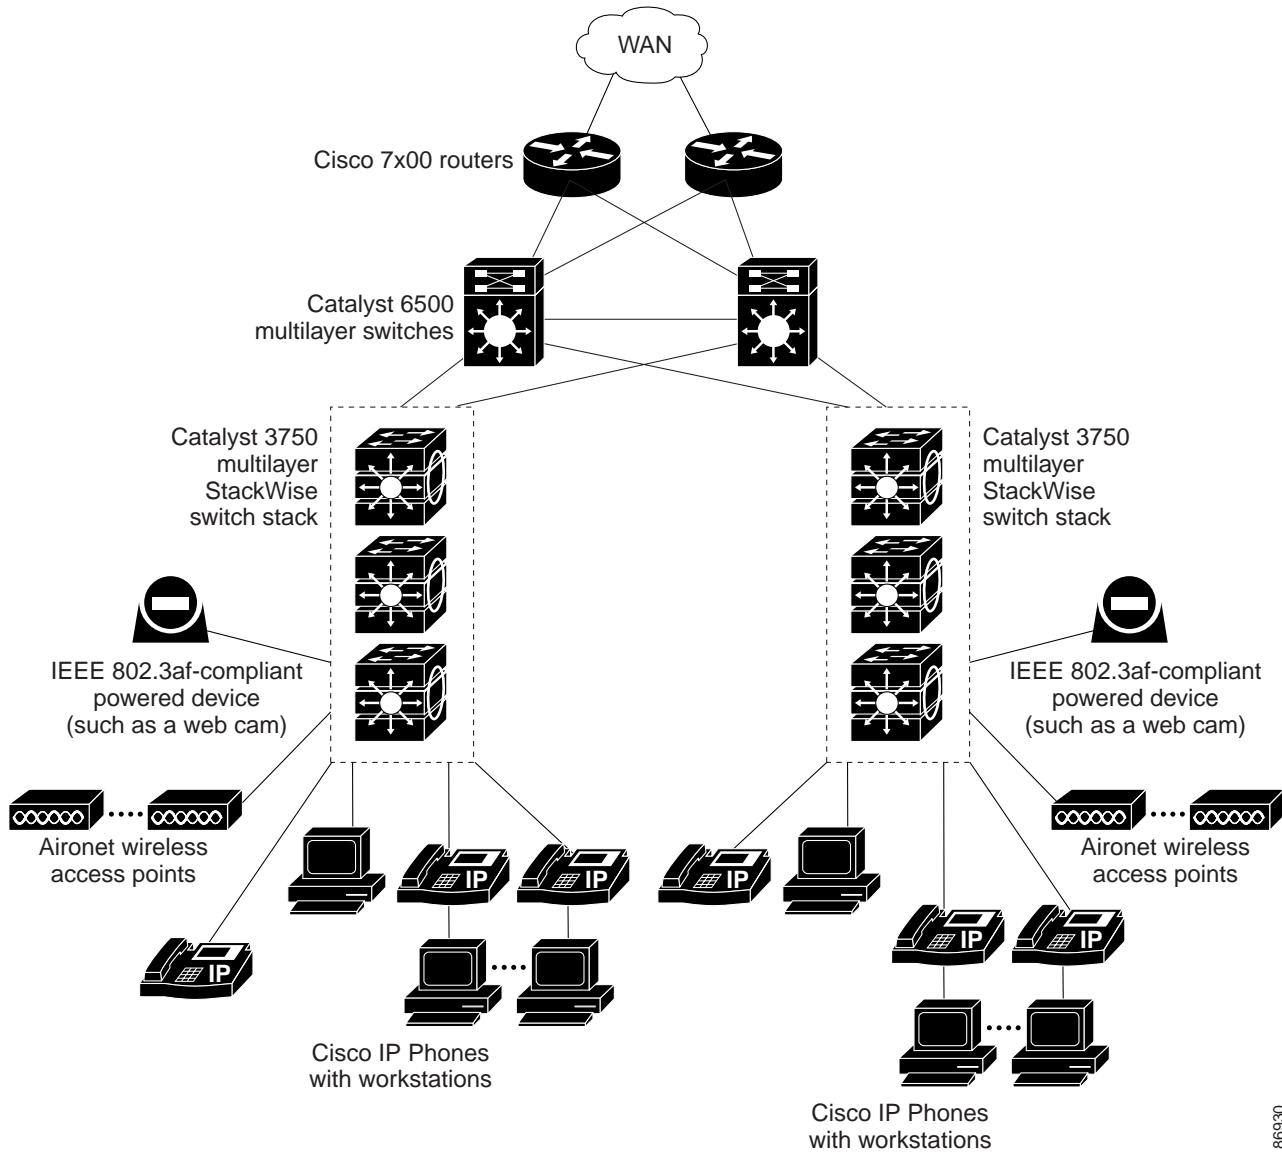 WAN
Cisco 7x00 routers
Catalyst 6500
multilayer switches
Catalyst 3750
multilayer
StackWise
switch stack
Catalyst 3750
multilayer
StackWise
switch stack
IEEE 802.3af-compliant
powered device
(such as a web cam)
IEEE 802.3af-compliant
powered device
(such as a web cam)
Aironet wireless
access points
Aironet wireless
access points
IP
IP
IP
IP
IP
IP
Cisco IP Phones
with workstations
Cisco IP Phones
with workstations
86930